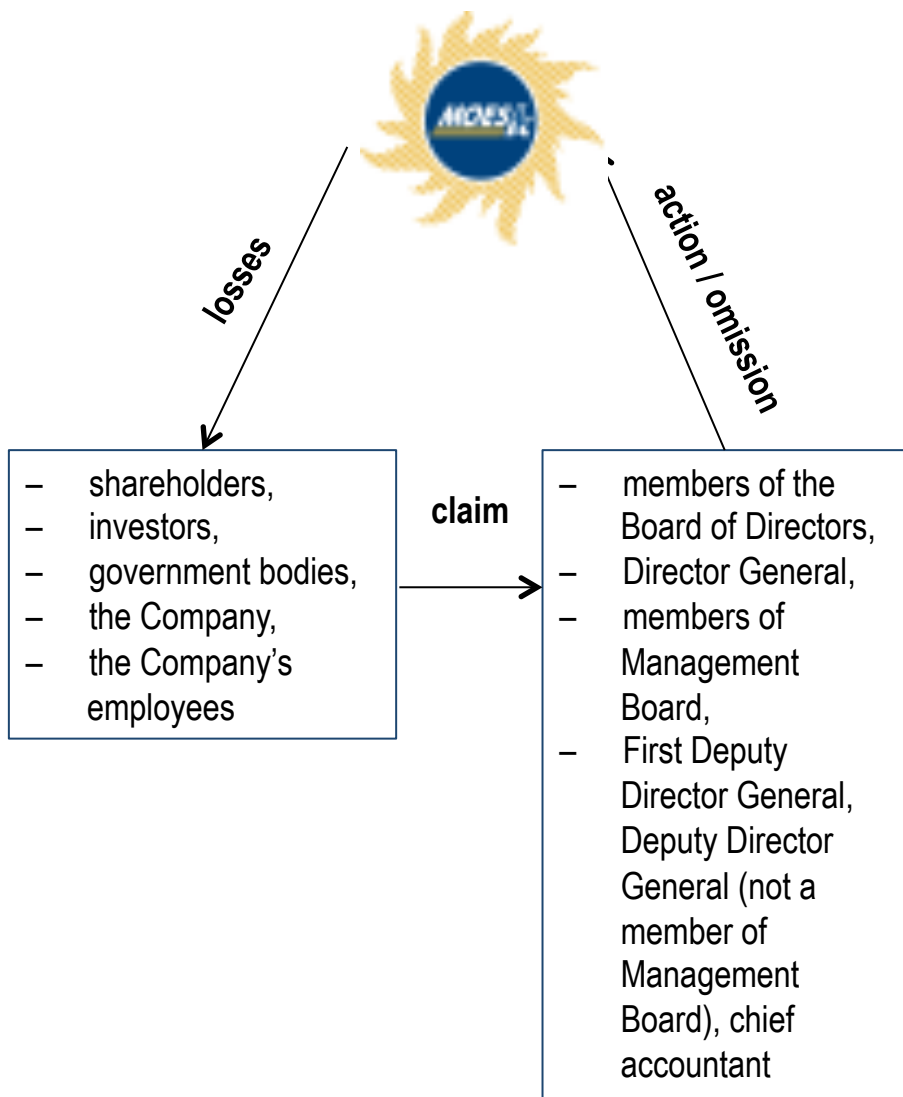 MOESK
losses
action / omission
– shareholders,
– investors,
– government bodies,
– the Company,
– the Company’s
employees
claim
– members of the
Board of Directors,
– Director General,
– members of
Management
Board,
– First Deputy
Director General,
Deputy Director
General (not a
member of
Management
Board), chief
accountant